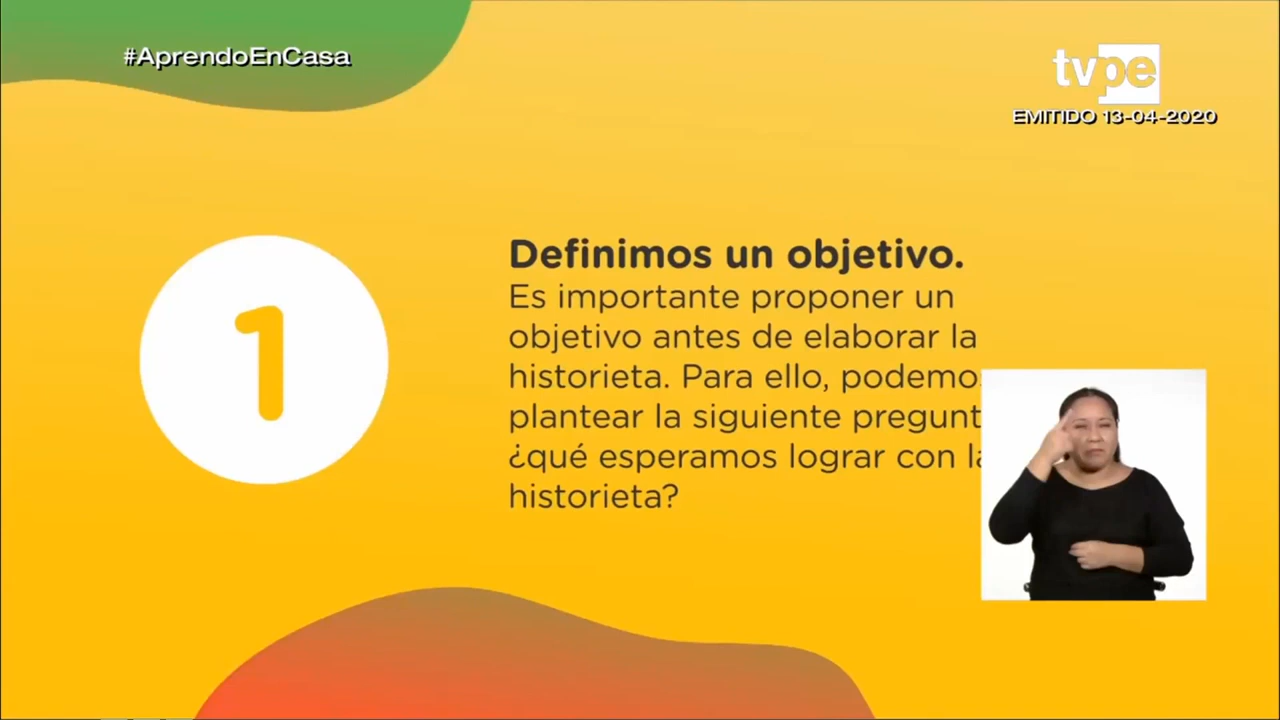 #AprendoEnCasa
tvpe
EMITIDO 13-04-2020
1
Definimos un objetivo.
Es importante proponer un
objetivo antes de elaborar la
historieta. Para ello, podemos
plantear la siguiente pregunt
¿qué esperamos lograr con la
historieta?